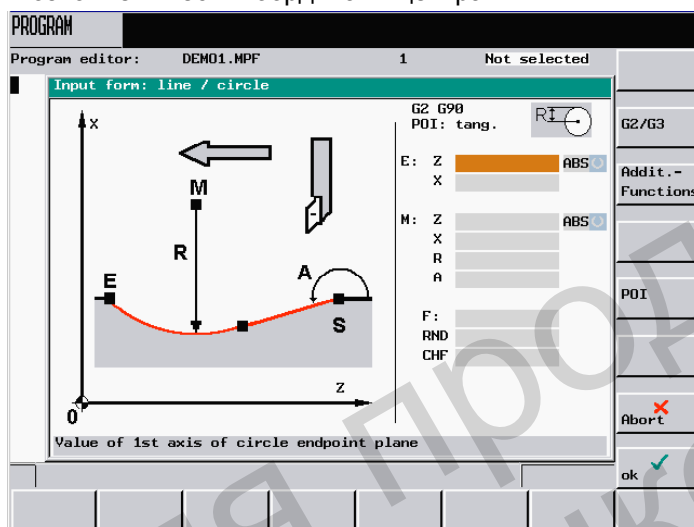 PROGRAM
Program editor: DEMO1.MPF 1 Not selected
Input form: line / circle
X
M
R
A
E
S
Z
0
G2 G90
POI: tang.
R
E: Z ABS
X
M: Z ABS
X
R
A
F:
RND
CHF
Value of 1st axis of circle endpoint plane
G2/G3
Addit.-
Functions
POI
Abort
ok